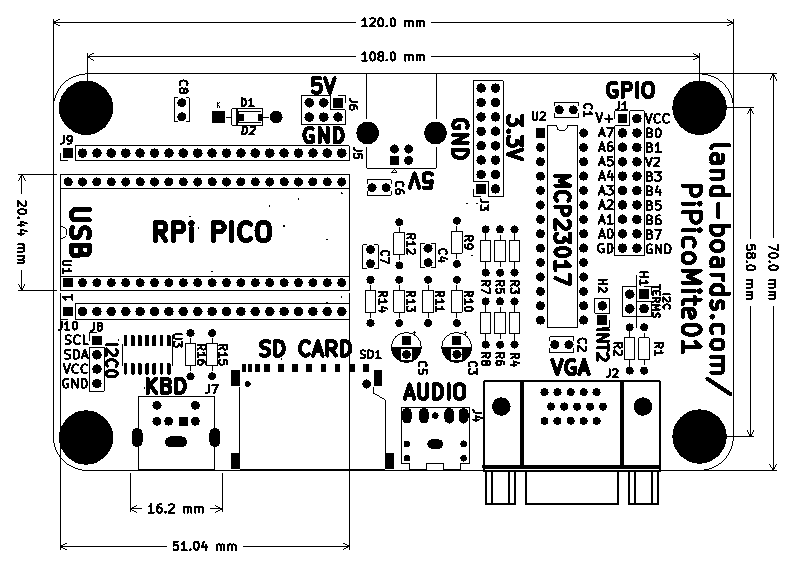 120.0 mm
108.0 mm
C8
K
D1
D2
5V
J6
GND
J9
J5
GND
3.3V
5V
C6
J3
U2
C1
MCP23017
GPIO
J1
V+ VCC
A7 B0
A6 B1
A5 V2
A4 B3
A3 B4
A2 B5
A1 B6
A0 B7
GD GND
land-boards.com/
PiPicoMite01
58.0 mm
70.0 mm
20.44 mm
USB
RPi PICO
U1
1
R12
C7
C4
R9
R14
R13
R11
R10
R7
R5
R3
R8
R6
R4
H2
INT2
H1
I2C
TERMS
R2
R1
C2
VGA
J2
J10
J8
SCL
SDA
VCC
GND
I2C0
U3
R16
R15
SD CARD
SD1
C5
C3
KBD
J7
AUDIO
J4
16.2 mm
51.04 mm